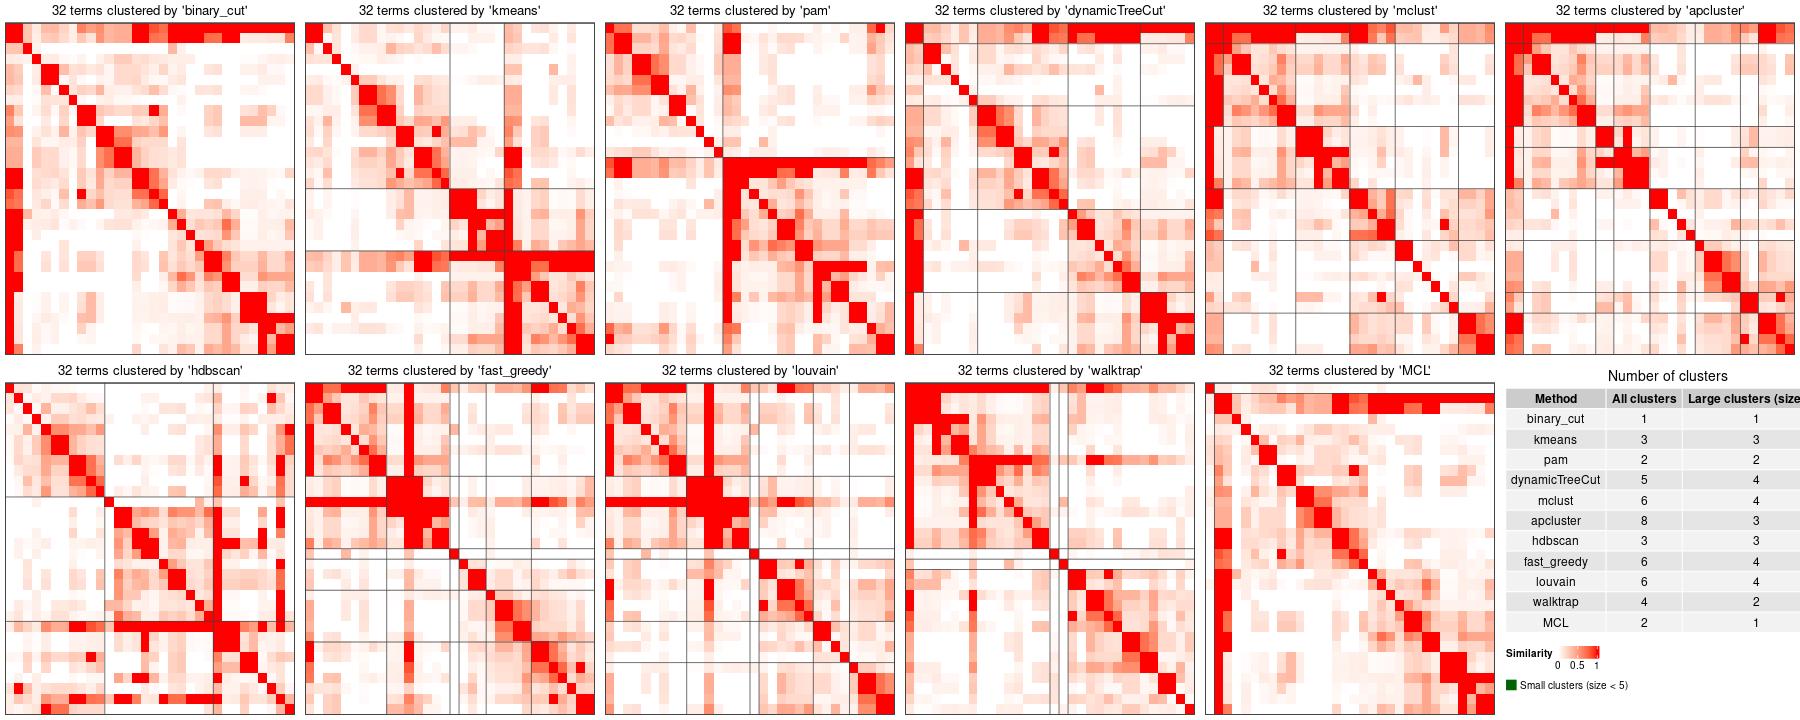 32 terms clustered by 'binary_cut'
32 terms clustered by 'kmeans'
32 terms clustered by 'pam'
32 terms clustered by 'dynamicTreeCut'
32 terms clustered by 'mclust'
32 terms clustered by 'apcluster'
32 terms clustered by 'hdbscan'
32 terms clustered by 'fast_greedy'
32 terms clustered by 'louvain'
32 terms clustered by 'walktrap'
32 terms clustered by 'MCL'
Number of clusters
Method All clusters Large clusters (size
binary_cut 1 1
kmeans 3 3
pam 2 2
dynamicTreeCut 5 4
mclust 6 4
apcluster 8 3
hdbscan 3 3
fast_greedy 6 4
louvain 6 4
walktrap 4 2
MCL 2 1
Similarity
0 0.5 1
Small clusters (size < 5)